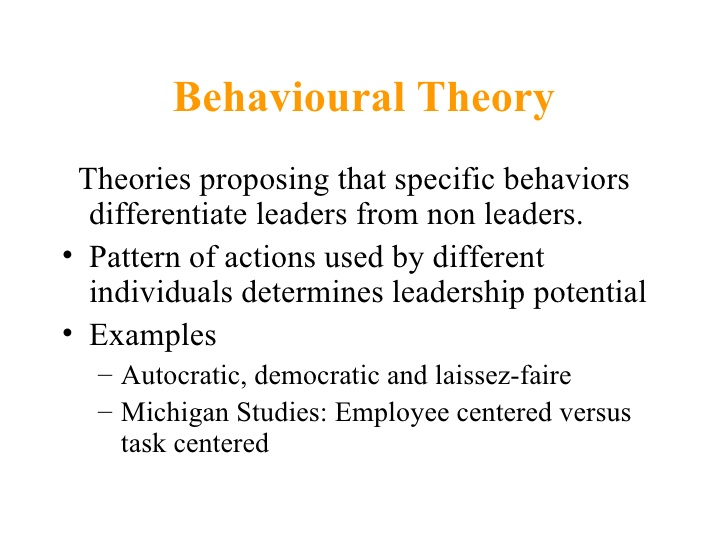 Behavioural Theory
Theories proposing that specific behaviors
differentiate leaders from non leaders.
• Pattern of actions used by different
individuals determines leadership potential
• Examples
– Autocratic, democratic and laissez-faire
– Michigan Studies: Employee centered versus
task centered